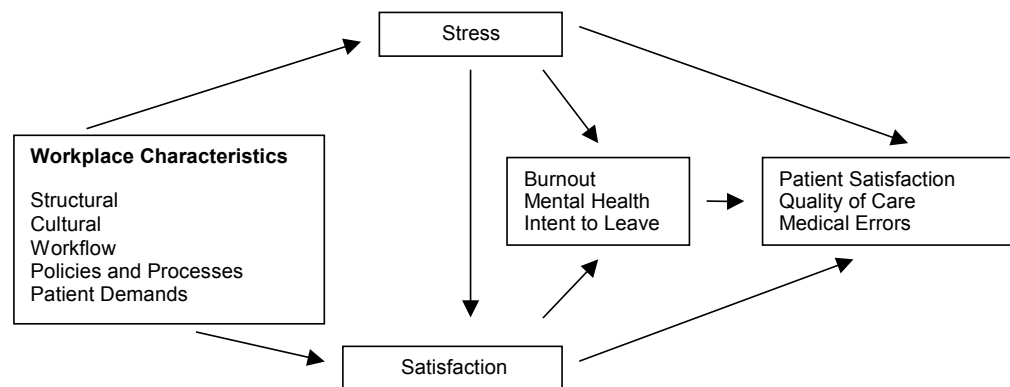 Stress
Workplace Characteristics
Structural
Cultural
Workflow
Policies and Processes
Patient Demands
Burnout
Mental Health
Intent to Leave
Patient Satisfaction
Quality of Care
Medical Errors
Satisfaction